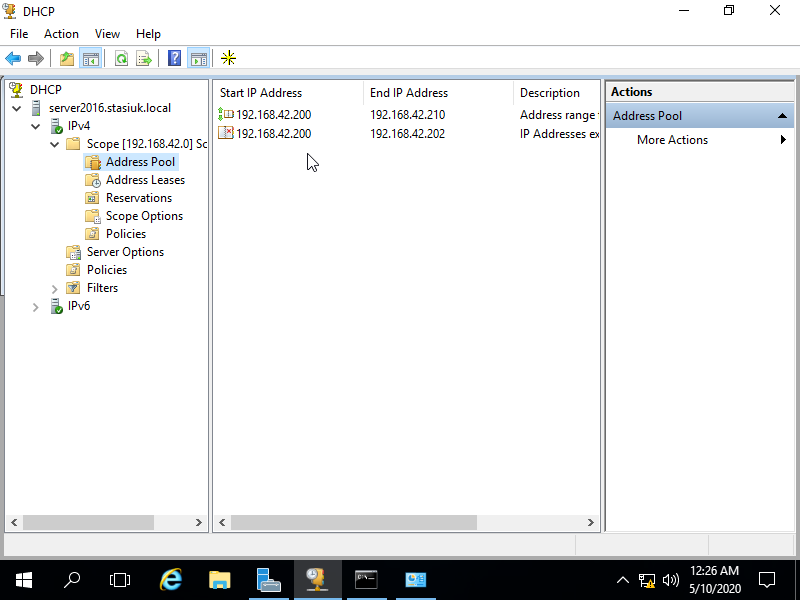 DHCP
File Action View Help
DHCP
server2016.stasiuk.local
IPv4
Scope [192.168.42.0] Sc
Address Pool
Address Leases
Reservations
Scope Options
Policies
Server Options
Policies
Filters
IPv6
Start IP Address End IP Address Description
192.168.42.200 192.168.42.210 Address range
192.168.42.200 192.168.42.202 IP Addresses ex
Actions
Address Pool
More Actions
12:26 AM
5/10/2020